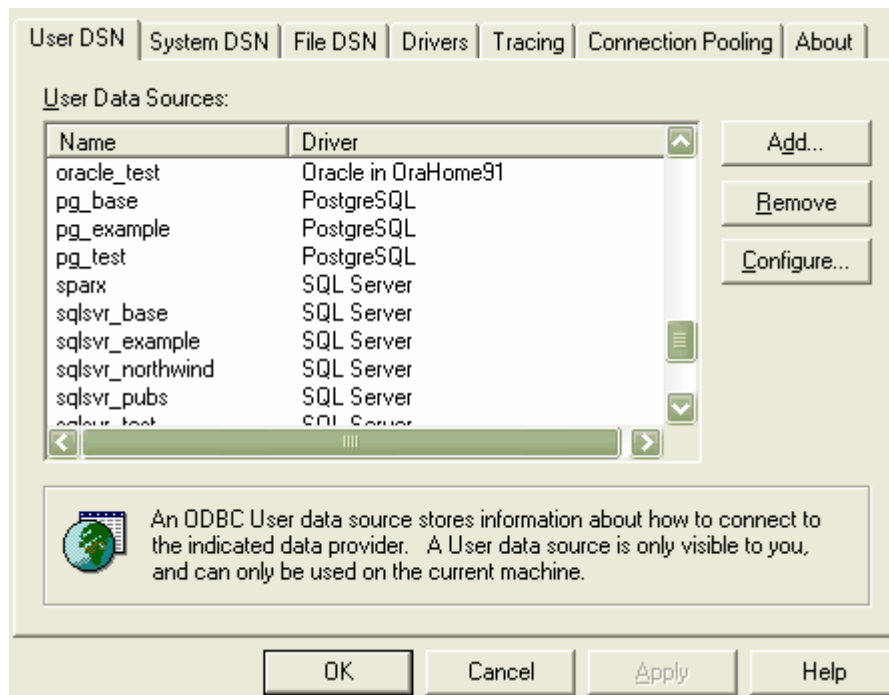 User DSN System DSN File DSN Drivers Tracing Connection Pooling About
User Data Sources:
Name Driver
oracle_test Oracle in OraHome91
pg_base PostgreSQL
pg_example PostgreSQL
pg_test PostgreSQL
sparx SQL Server
sqlsvr_base SQL Server
sqlsvr_example SQL Server
sqlsvr_northwind SQL Server
sqlsvr_pubs SQL Server
sqlsvr_test SQL Server
Add...
Remove
Configure...
An ODBC User data source stores information about how to connect to
the indicated data provider. A User data source is only visible to you,
and can only be used on the current machine.
OK Cancel Apply Help